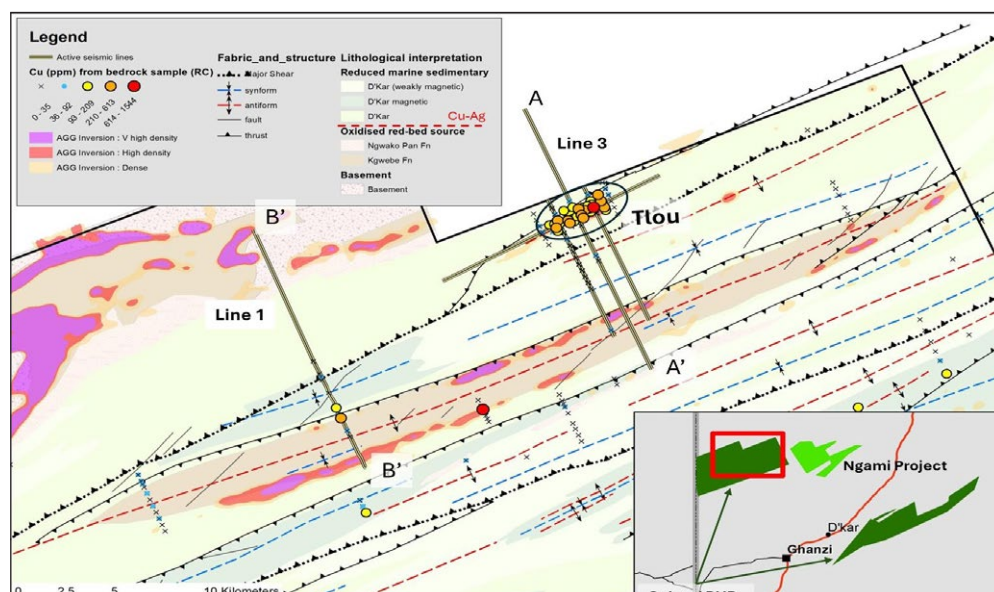 Legend
Active seismic lines
Cu (ppm) from bedrock sample (RC)
0 - 35
36 - 92
93 - 209
210 - 613
614 - 1544
AGG Inversion : V high density
AGG Inversion : High density
AGG Inversion : Dense
Fabric_and_structure
Major Shear
synform
antiform
fault
thrust
Lithological interpretation
Reduced marine sedimentary
D'Kar (weakly magnetic)
D'Kar magnetic
D'Kar
Cu-Ag
Oxidised red-bed source
Ngwako Pan Fn
Kgwebe Fn
Basement
Basement
A
Line 3
Tlou
B'
Line 1
A'
B'
Ngami Project
D'kar
Ghanzi
0 2.5 5 10 Kilometers